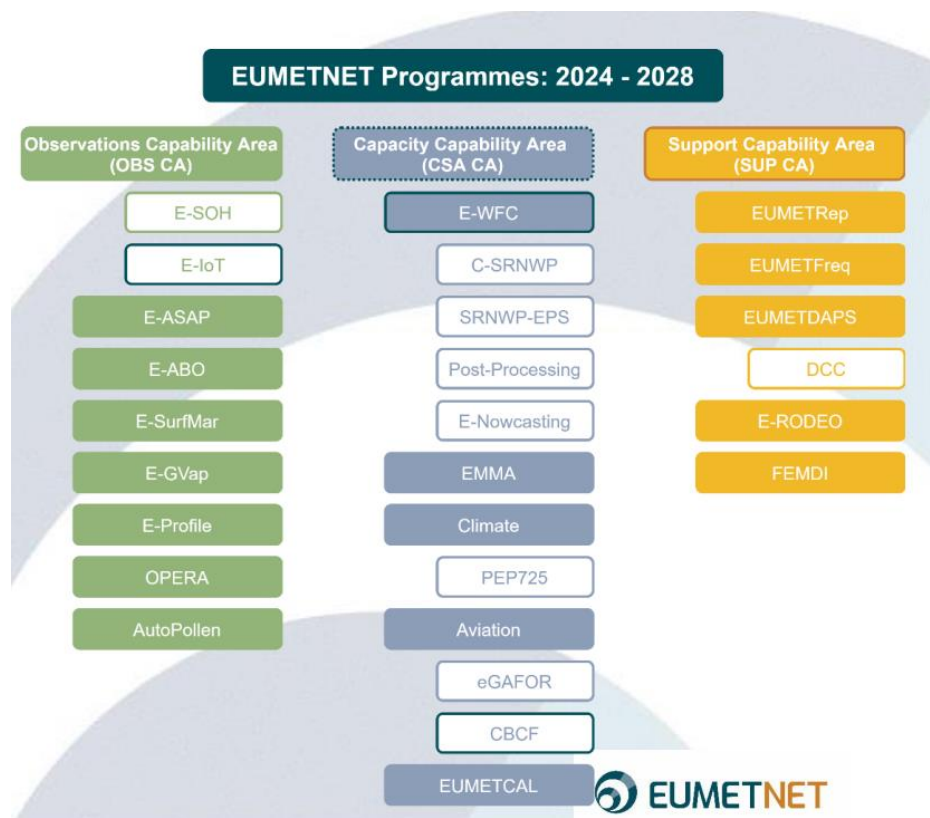 EUMETNET Programmes: 2024 - 2028
Observations Capability Area
(OBS CA)
E-SOH
E-IoT
E-ASAP
E-ABO
E-SurfMar
E-GVap
E-Profile
OPERA
AutoPollen
Capacity Capability Area
(CSA CA)
E-WFC
C-SRNWP
SRNWP-EPS
Post-Processing
E-Nowcasting
EMMA
Climate
PEP725
Aviation
eGAFOR
CBCF
EUMETCAL
Support Capability Area
(SUP CA)
EUMETRep
EUMETFreq
EUMETDAPS
DCC
E-RODEO
FEMDI
EUMETNET